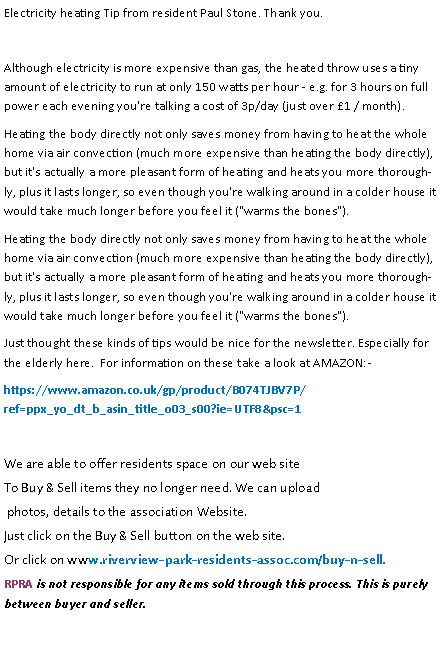 Electricity heating Tip from resident Paul Stone. Thank you.
Although electricity is more expensive than gas, the heated throw uses a tiny
amount of electricity to run at only 150 watts per hour - e.g. for 3 hours on full
power each evening you're talking a cost of 3p/day (just over £1 / month).
Heating the body directly not only saves money from having to heat the whole
home via air convection (much more expensive than heating the body directly),
but it's actually a more pleasant form of heating and heats you more thorough-
ly, plus it lasts longer, so even though you're walking around in a colder house it
would take much longer before you feel it ("warms the bones").
Heating the body directly not only saves money from having to heat the whole
home via air convection (much more expensive than heating the body directly),
but it's actually a more pleasant form of heating and heats you more thorough-
ly, plus it lasts longer, so even though you're walking around in a colder house it
would take much longer before you feel it ("warms the bones").
Just thought these kinds of tips would be nice for the newsletter. Especially for
the elderly here.  For information on these take a look at AMAZON: -
https://www.amazon.co.uk/gp/product/B074TJBV7P/
ref=ppx_yo_dt_b_asin_title_o03_s00?ie=UTF8&psc=1
We are able to offer residents space on our web site
To Buy & Sell items they no longer need. We can upload
photos, details to the association Website.
Just click on the Buy & Sell button on the web site.
Or click on www.riverview-park-residents-assoc.com/buy-n-sell.
RPRA is not responsible for any items sold through this process. This is purely
between buyer and seller.